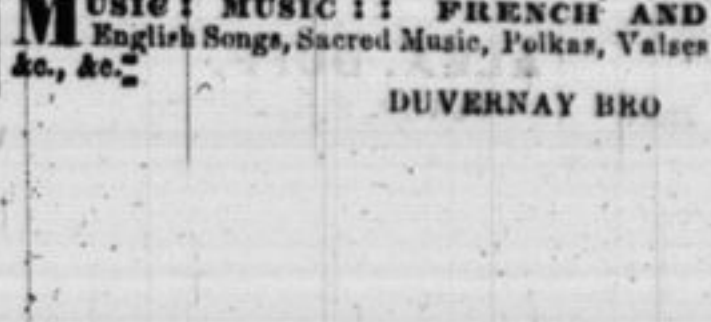 MUSIC! MUSIC!! FRENCH AND
English Songs, Sacred Music, Polkas, Valses
&c., &c.
DUVERNAY BRO